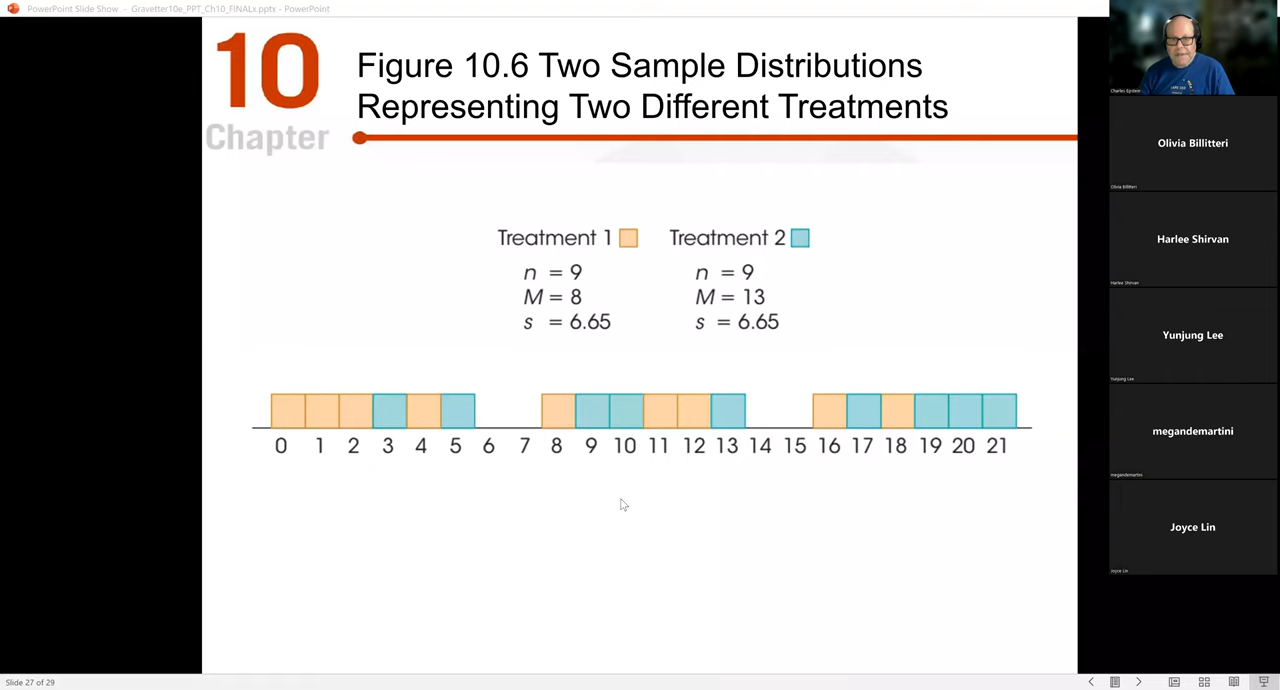 PowerPoint Slide Show - Gravetter10e_PPT_Ch10_FINALx.pptx - PowerPoint
10
Chapter
Figure 10.6 Two Sample Distributions
Representing Two Different Treatments
Treatment 1 Treatment 2
n = 9 n = 9
M = 8 M = 13
s = 6.65 s = 6.65
0 1 2 3 4 5 6 7 8 9 10 11 12 13 14 15 16 17 18 19 20 21
Charles Epstein
Olivia Billitteri
Olivia Billitteri
Harlee Shirvan
Harlee Shirvan
Yunjung Lee
Yunjung Lee
megandemartini
megandemartini
Joyce Lin
Joyce Lin
Slide 27 of 29